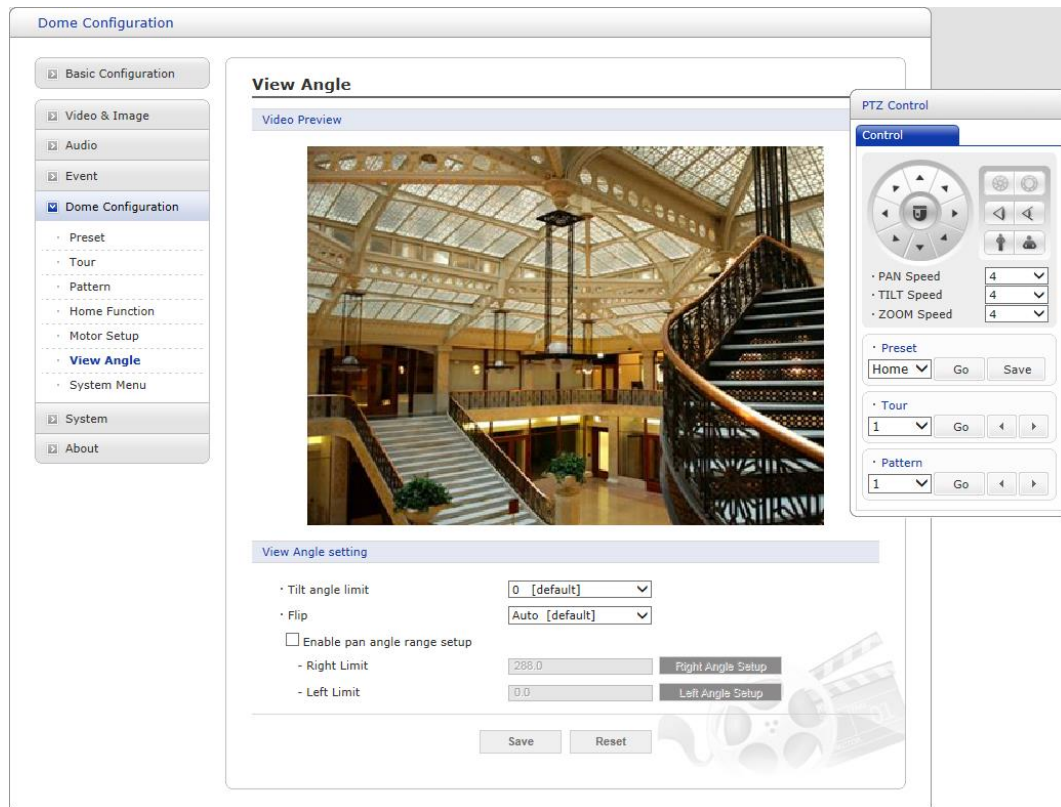 Dome Configuration
Basic Configuration
Video & Image
Audio
Event
Dome Configuration
· Preset
· Tour
· Pattern
· Home Function
· Motor Setup
· View Angle
· System Menu
System
About
View Angle
Video Preview
View Angle setting
· Tilt angle limit 0 [default]
· Flip Auto [default]
Enable pan angle range setup
- Right Limit 288.0 Right Angle Setup
- Left Limit 0.0 Left Angle Setup
Save Reset
PTZ Control
Control
· PAN Speed 4
· TILT Speed 4
· ZOOM Speed 4
· Preset
Home Go Save
· Tour
1 Go
· Pattern
1 Go